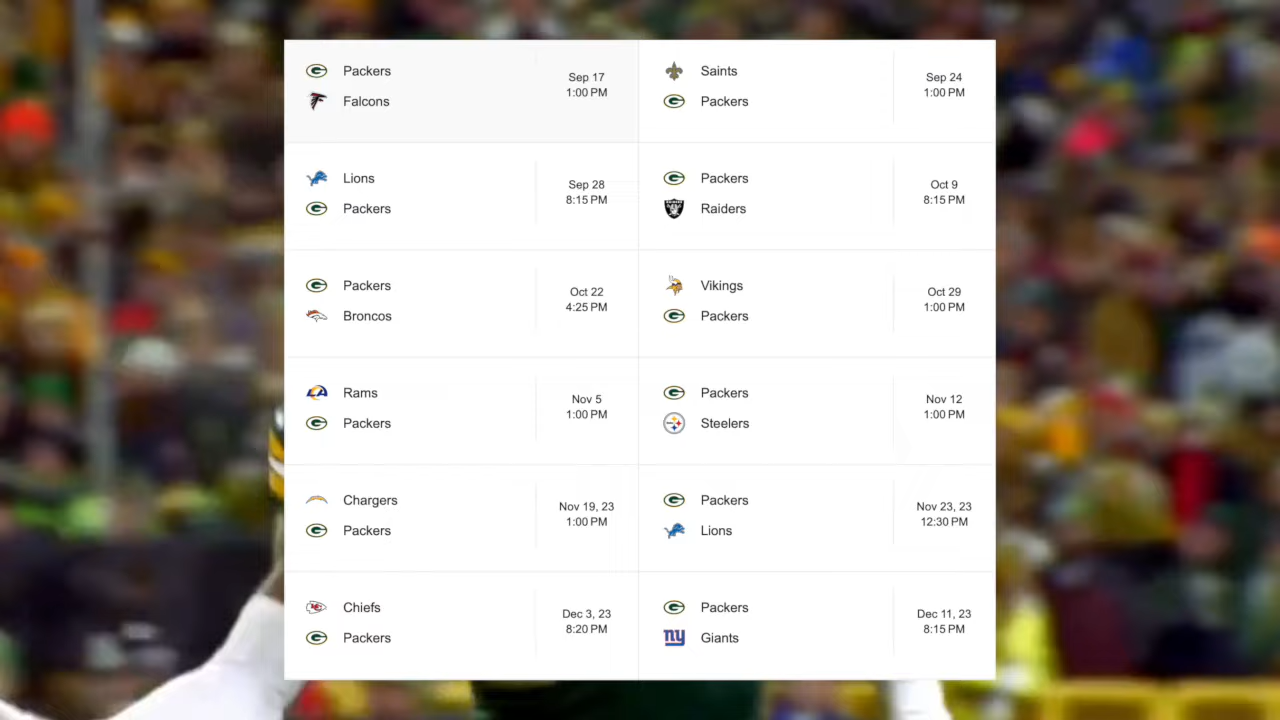 Packers
Falcons
Sep 17
1:00 PM
Saints
Packers
Sep 24
1:00 PM
Lions
Packers
Sep 28
8:15 PM
Packers
Raiders
Oct 9
8:15 PM
Packers
Broncos
Oct 22
4:25 PM
Vikings
Packers
Oct 29
1:00 PM
Rams
Packers
Nov 5
1:00 PM
Packers
Steelers
Nov 12
1:00 PM
Chargers
Packers
Nov 19, 23
1:00 PM
Packers
Lions
Nov 23, 23
12:30 PM
Chiefs
Packers
Dec 3, 23
8:20 PM
Packers
ny
Giants
Dec 11, 23
8:15 PM